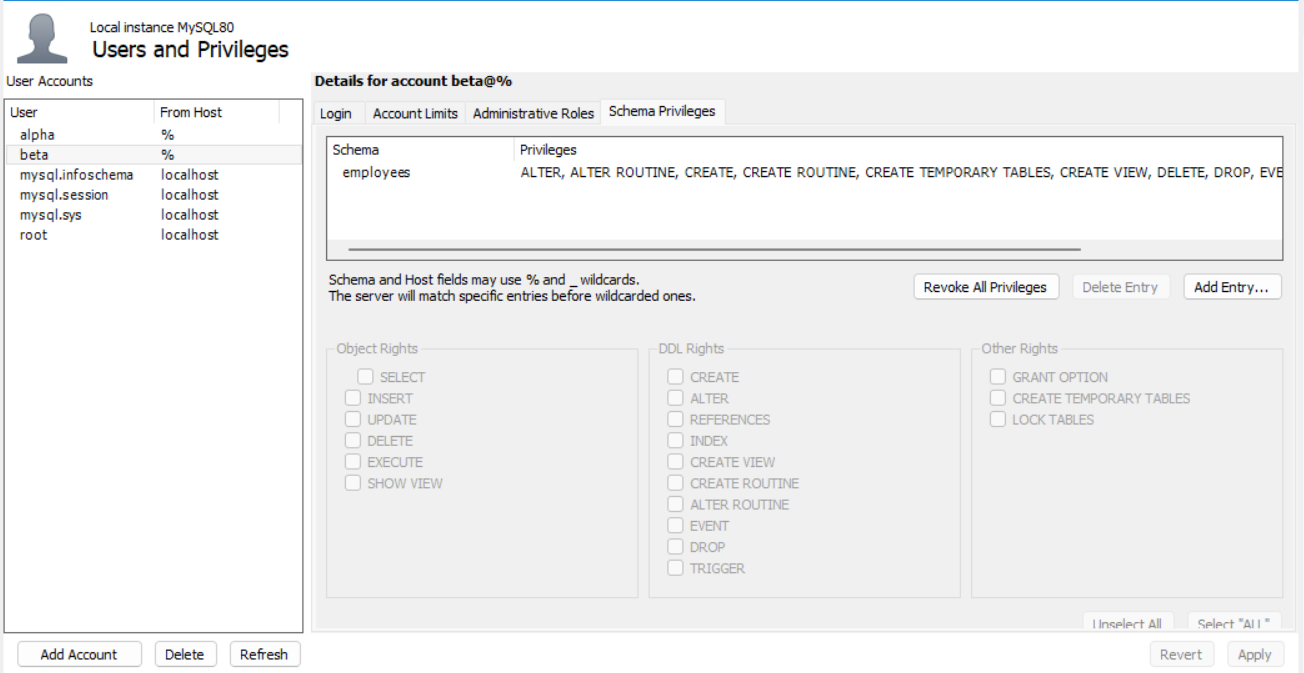 Local instance MySQL80
Users and Privileges
User Accounts
User From Host
alpha %
beta %
mysql.infoschema localhost
mysql.session localhost
mysql.sys localhost
root localhost
Add Account Delete Refresh
Details for account beta@%
Login Account Limits Administrative Roles Schema Privileges
Schema Privileges
employees ALTER, ALTER ROUTINE, CREATE, CREATE ROUTINE, CREATE TEMPORARY TABLES, CREATE VIEW, DELETE, DROP, EVE
Schema and Host fields may use % and _ wildcards.
The server will match specific entries before wildcarded ones.
Revoke All Privileges Delete Entry Add Entry...
Object Rights
SELECT
INSERT
UPDATE
DELETE
EXECUTE
SHOW VIEW
DDL Rights
CREATE
ALTER
REFERENCES
INDEX
CREATE VIEW
CREATE ROUTINE
ALTER ROUTINE
EVENT
DROP
TRIGGER
Other Rights
GRANT OPTION
CREATE TEMPORARY TABLES
LOCK TABLES
Unselect All Select "ALL"
Revert Apply